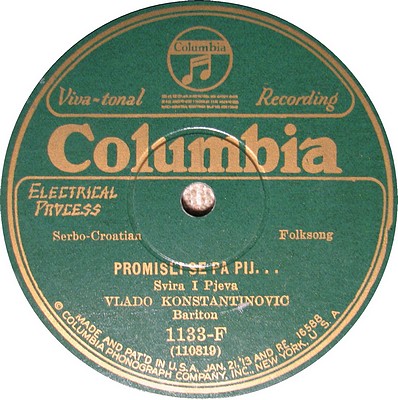 Columbia
Viva-tonal Recording
Columbia
ELECTRICAL
PROCESS
Serbo-Croatian Folksong
PROMISLI SE PA PIJ...
Svira I Pjeva
VLADO KONSTANTINOVIC
Bariton
1133-F
(110819)
MADE AND PAT'D IN U.S.A. JAN. 21, '13 AND RE. 16588
© COLUMBIA PHONOGRAPH COMPANY, INC., NEW YORK, U.S.A.